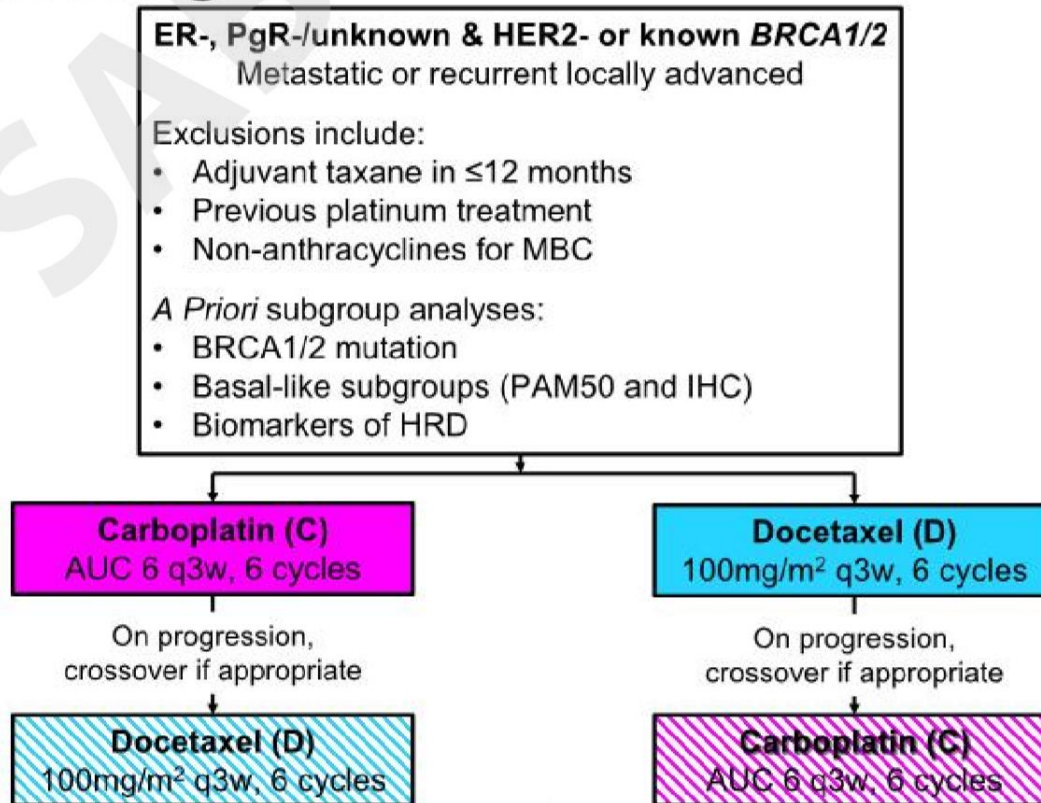 ER-, PgR-/unknown & HER2- or known BRCA1/2
Metastatic or recurrent locally advanced
Exclusions include:
• Adjuvant taxane in ≤12 months
• Previous platinum treatment
• Non-anthracyclines for MBC
A Priori subgroup analyses:
• BRCA1/2 mutation
• Basal-like subgroups (PAM50 and IHC)
• Biomarkers of HRD
Carboplatin (C)
AUC 6 q3w, 6 cycles
Docetaxel (D)
100mg/m² q3w, 6 cycles
On progression,
crossover if appropriate
On progression,
crossover if appropriate
Docetaxel (D)
100mg/m² q3w, 6 cycles
Carboplatin (C)
AUC 6 q3w, 6 cycles